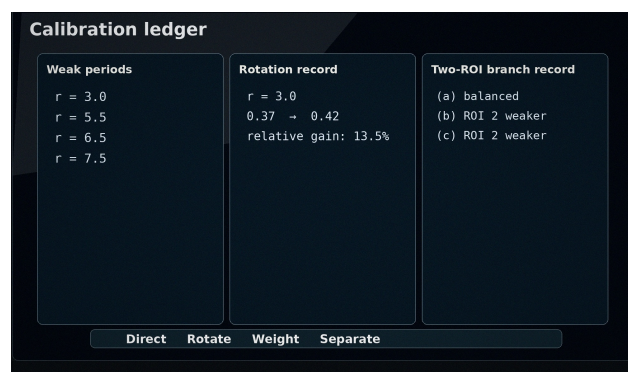 Calibration ledger
Weak periods
r = 3.0
r = 5.5
r = 6.5
r = 7.5
Rotation record
r = 3.0
0.37 → 0.42
relative gain: 13.5%
Two-ROI branch record
(a) balanced
(b) ROI 2 weaker
(c) ROI 2 weaker
Direct Rotate Weight Separate